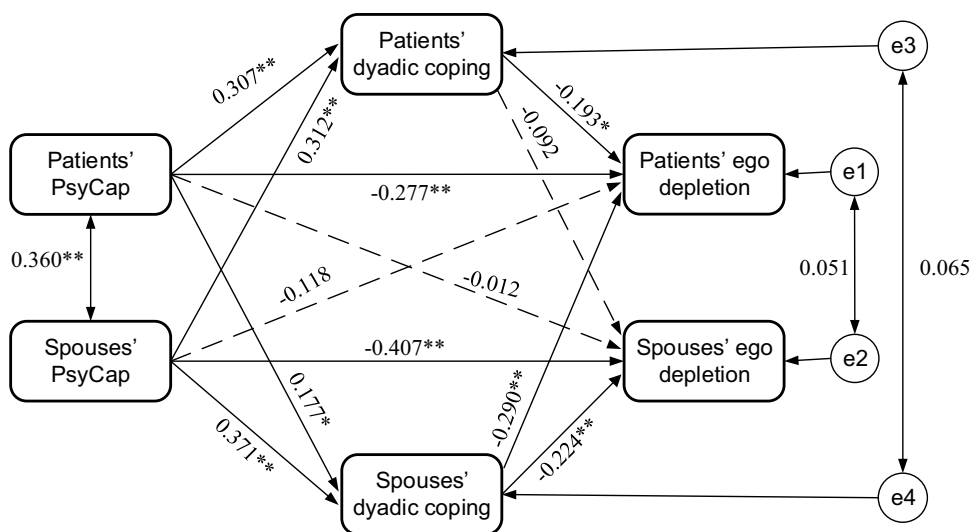 Patients’
dyadic coping
e3
0.307**
0.312**
-0.193*
-0.092
Patients’
PsyCap
-0.277**
Patients’ ego
depletion
e1
0.360**
-0.118
-0.012
0.051
0.065
Spouses’
PsyCap
-0.407**
Spouses’ ego
depletion
e2
0.177*
0.371**
-0.290**
-0.224**
Spouses’
dyadic coping
e4